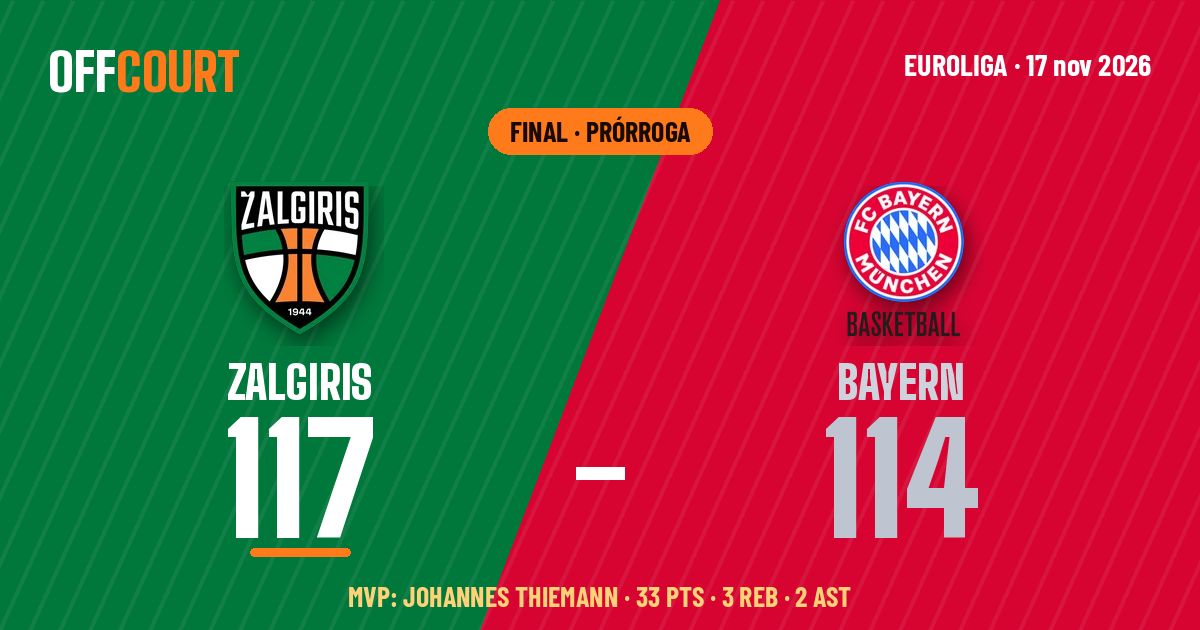 OFFCOURT
EUROLIGA · 17 nov 2026
FINAL · PRÓRROGA
ŽALGIRIS
1944
FC BAYERN
MÜNCHEN
BASKETBALL
ZALGIRIS
BAYERN
117
–
114
MVP: JOHANNES THIEMANN · 33 PTS · 3 REB · 2 AST